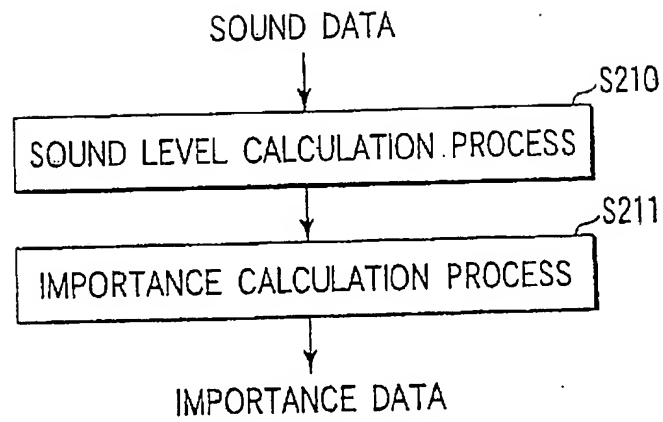 SOUND DATA
S210
SOUND LEVEL CALCULATION PROCESS
S211
IMPORTANCE CALCULATION PROCESS
IMPORTANCE DATA